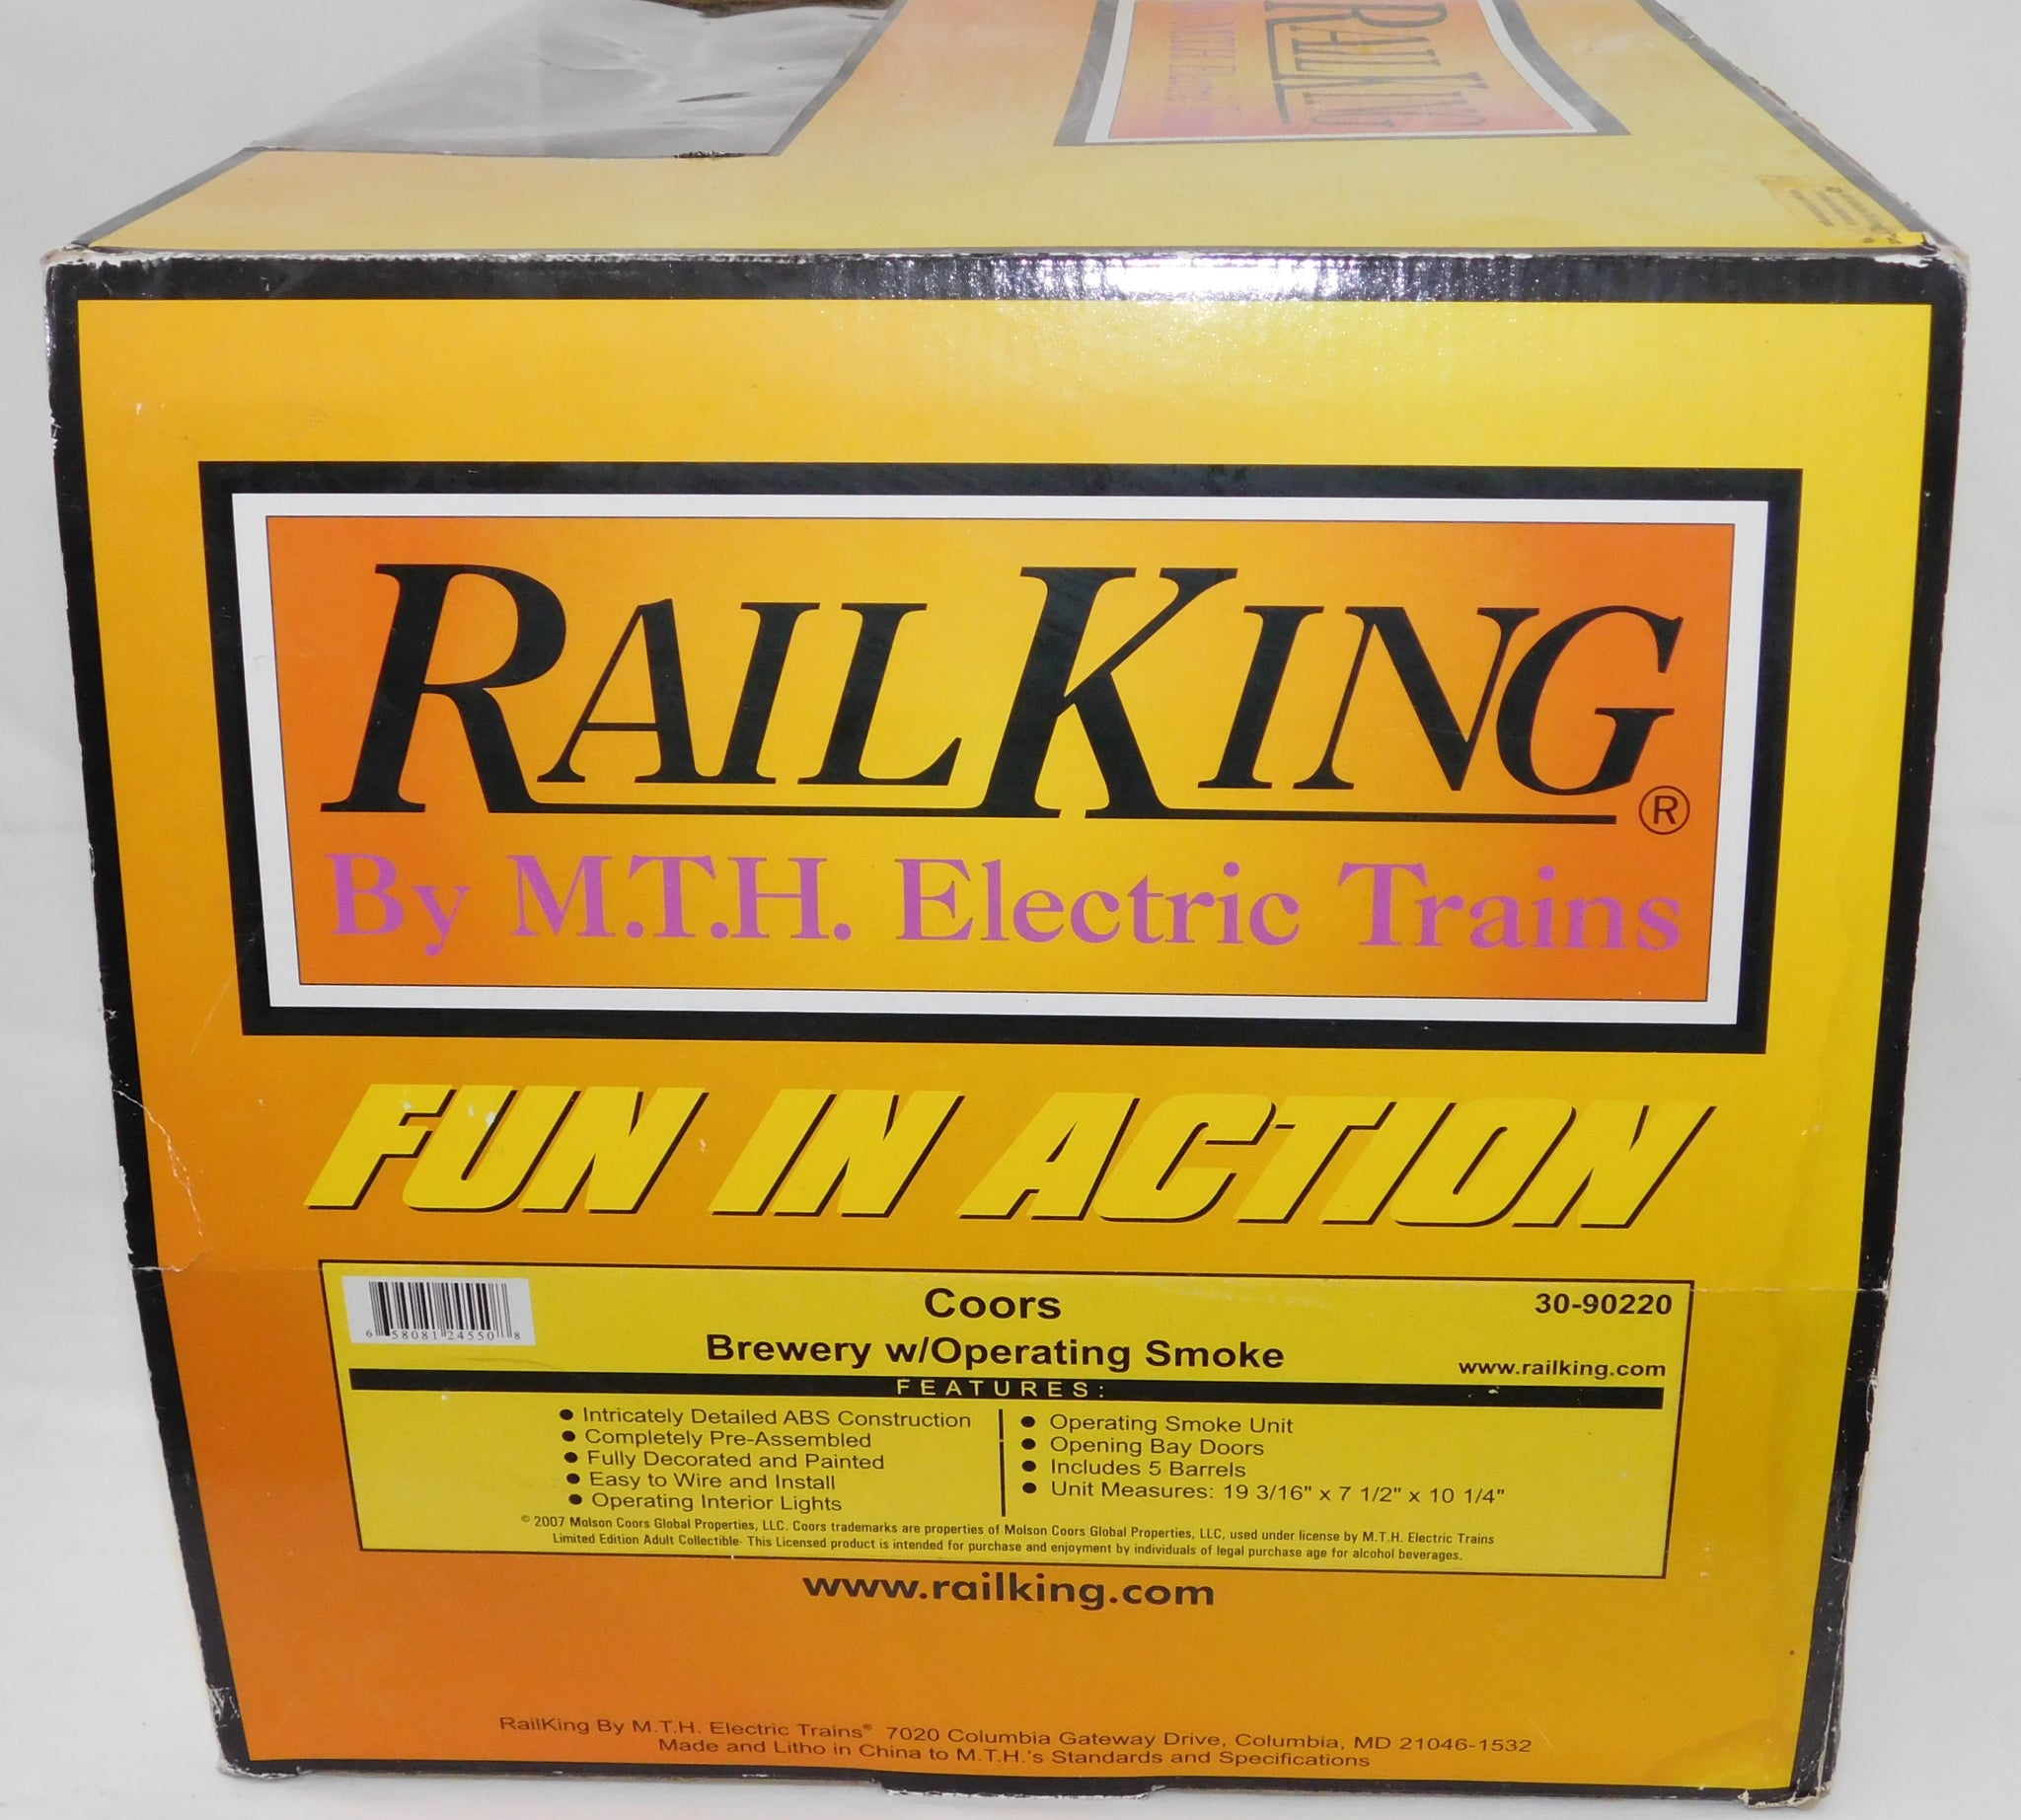 RAILKING
RAILKING®
By M.T.H. Electric Trains
FUN IN ACTION
Coors
30-90220
6 58081 24550 8
Brewery w/Operating Smoke
www.railking.com
FEATURES:
● Intricately Detailed ABS Construction
● Completely Pre-Assembled
● Fully Decorated and Painted
● Easy to Wire and Install
● Operating Interior Lights
● Operating Smoke Unit
● Opening Bay Doors
● Includes 5 Barrels
● Unit Measures: 19 3/16" x 7 1/2" x 10 1/4"
© 2007 Molson Coors Global Properties, LLC. Coors trademarks are properties of Molson Coors Global Properties, LLC, used under license by M.T.H. Electric Trains
Limited Edition Adult Collectible- This Licensed product is intended for purchase and enjoyment by individuals of legal purchase age for alcohol beverages.
www.railking.com
RailKing By M.T.H. Electric Trains® 7020 Columbia Gateway Drive, Columbia, MD 21046-1532
Made and Litho in China to M.T.H.'s Standards and Specifications